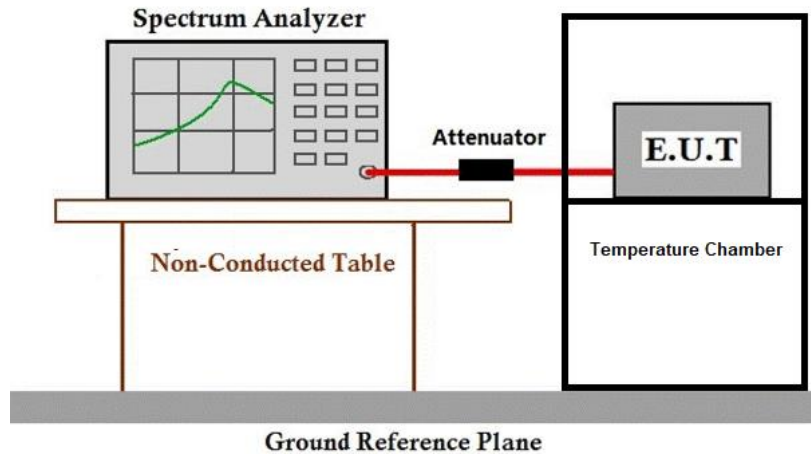 Spectrum Analyzer
Attenuator
E.U.T
Non-Conducted Table
Temperature Chamber
Ground Reference Plane